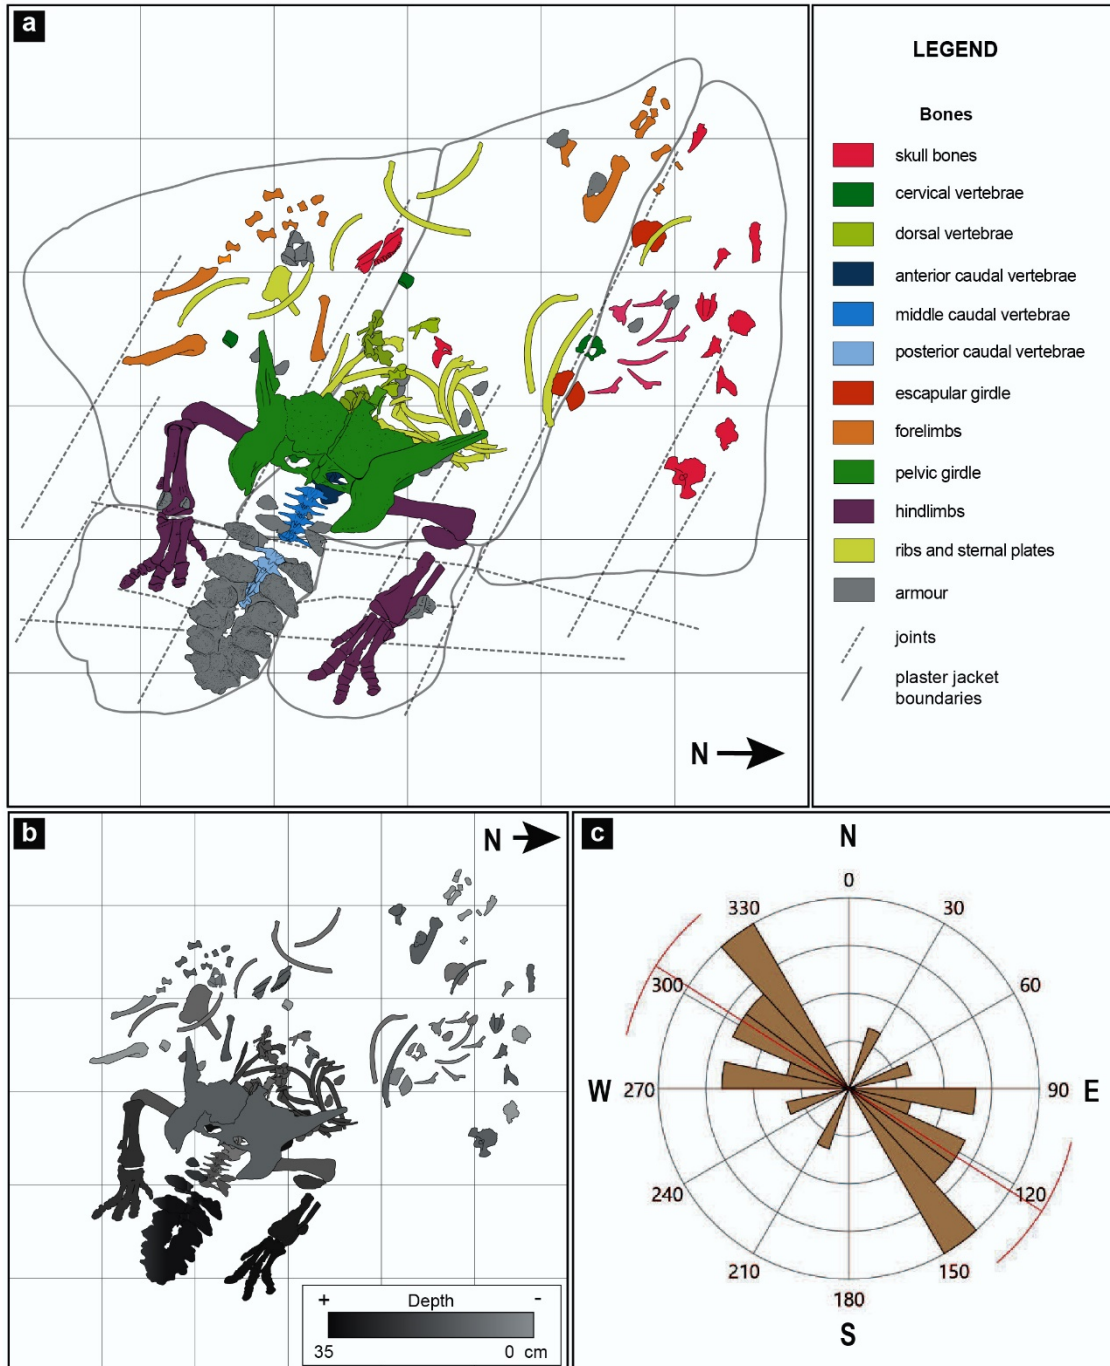 a
LEGEND
Bones
skull bones
cervical vertebrae
dorsal vertebrae
anterior caudal vertebrae
middle caudal vertebrae
posterior caudal vertebrae
escapular girdle
forelimbs
pelvic girdle
hindlimbs
ribs and sternal plates
armour
joints
plaster jacket
boundaries
N
b
N
+ Depth -
35 0 cm
c
N
0
330 30
300 60
W 270 90 E
240 120
210 150
180
S